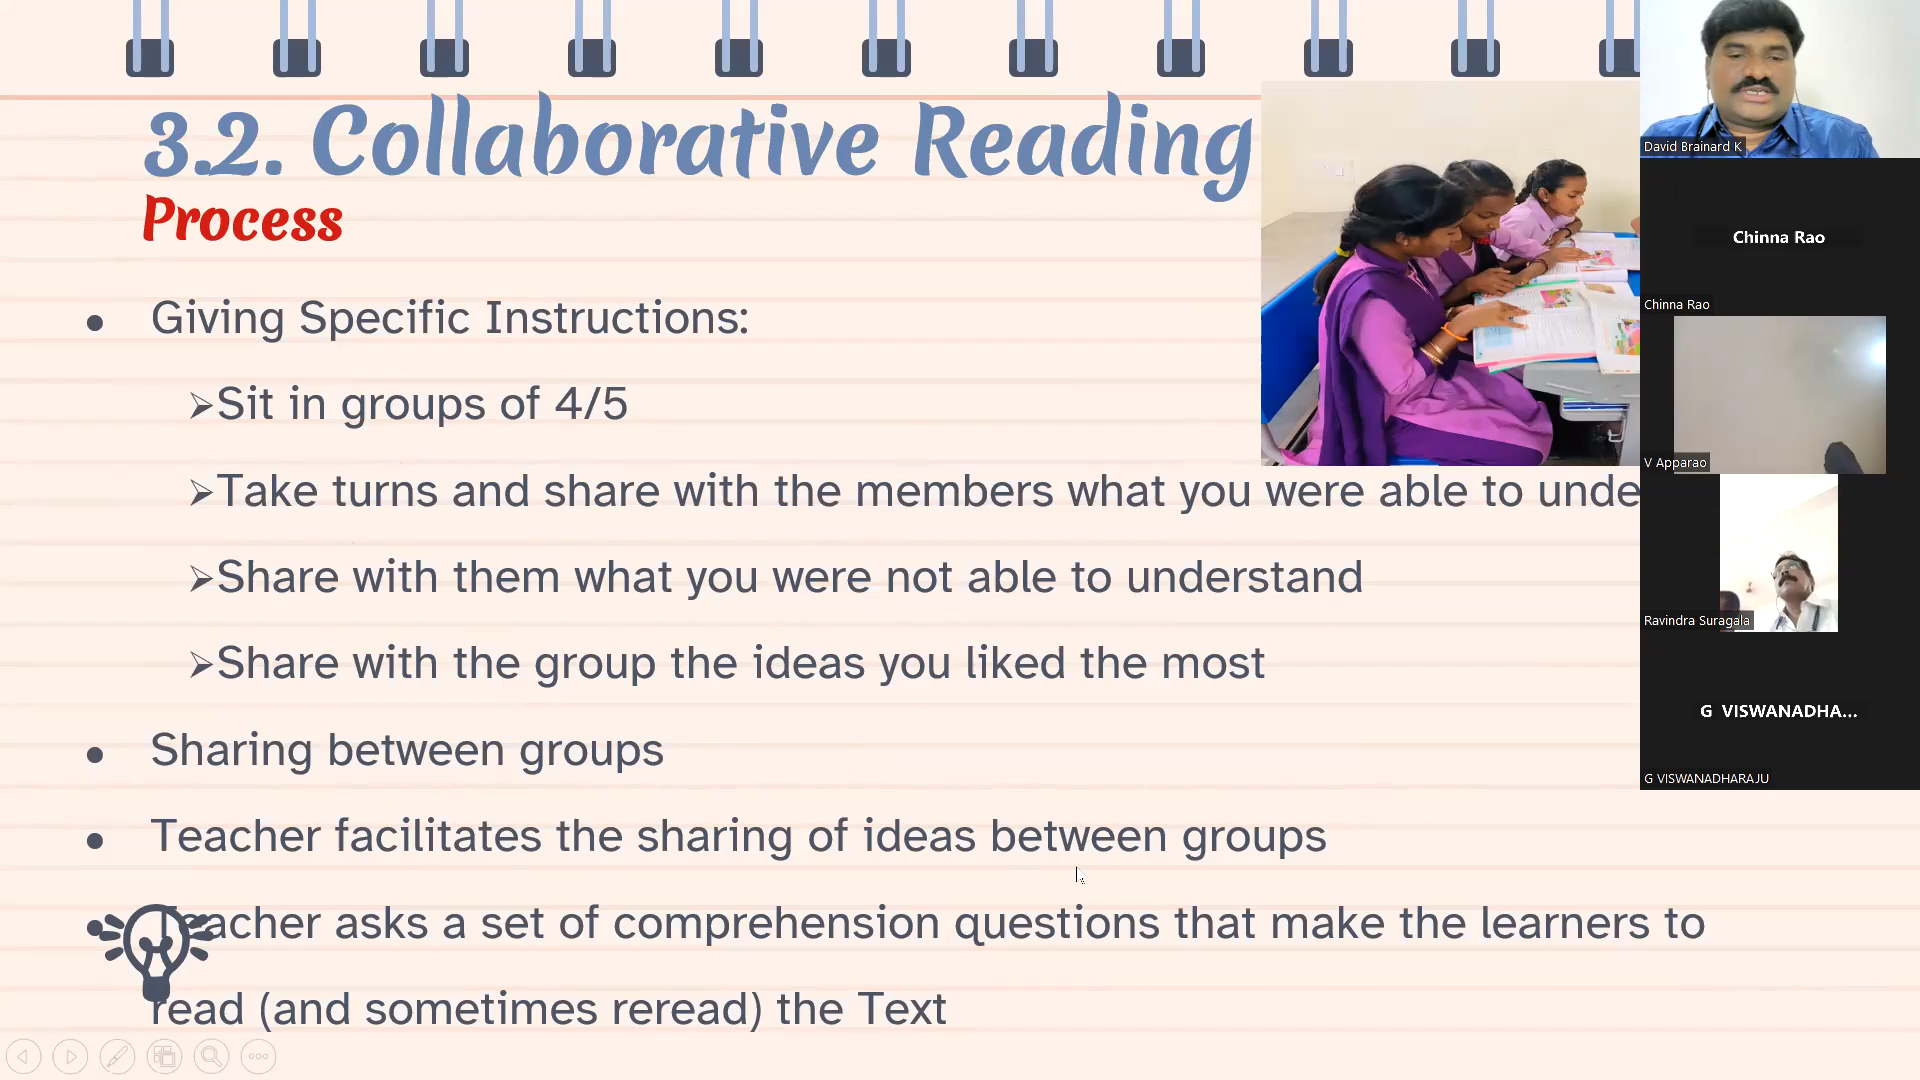 3.2. Collaborative Reading
Process
• Giving Specific Instructions:
➢Sit in groups of 4/5
➢Take turns and share with the members what you were able to unde
➢Share with them what you were not able to understand
➢Share with the group the ideas you liked the most
• Sharing between groups
• Teacher facilitates the sharing of ideas between groups
• Teacher asks a set of comprehension questions that make the learners to
read (and sometimes reread) the Text
David Brainard K
Chinna Rao
Chinna Rao
V Apparao
Ravindra Suragala
G VISWANADHA...
G VISWANADHARAJU